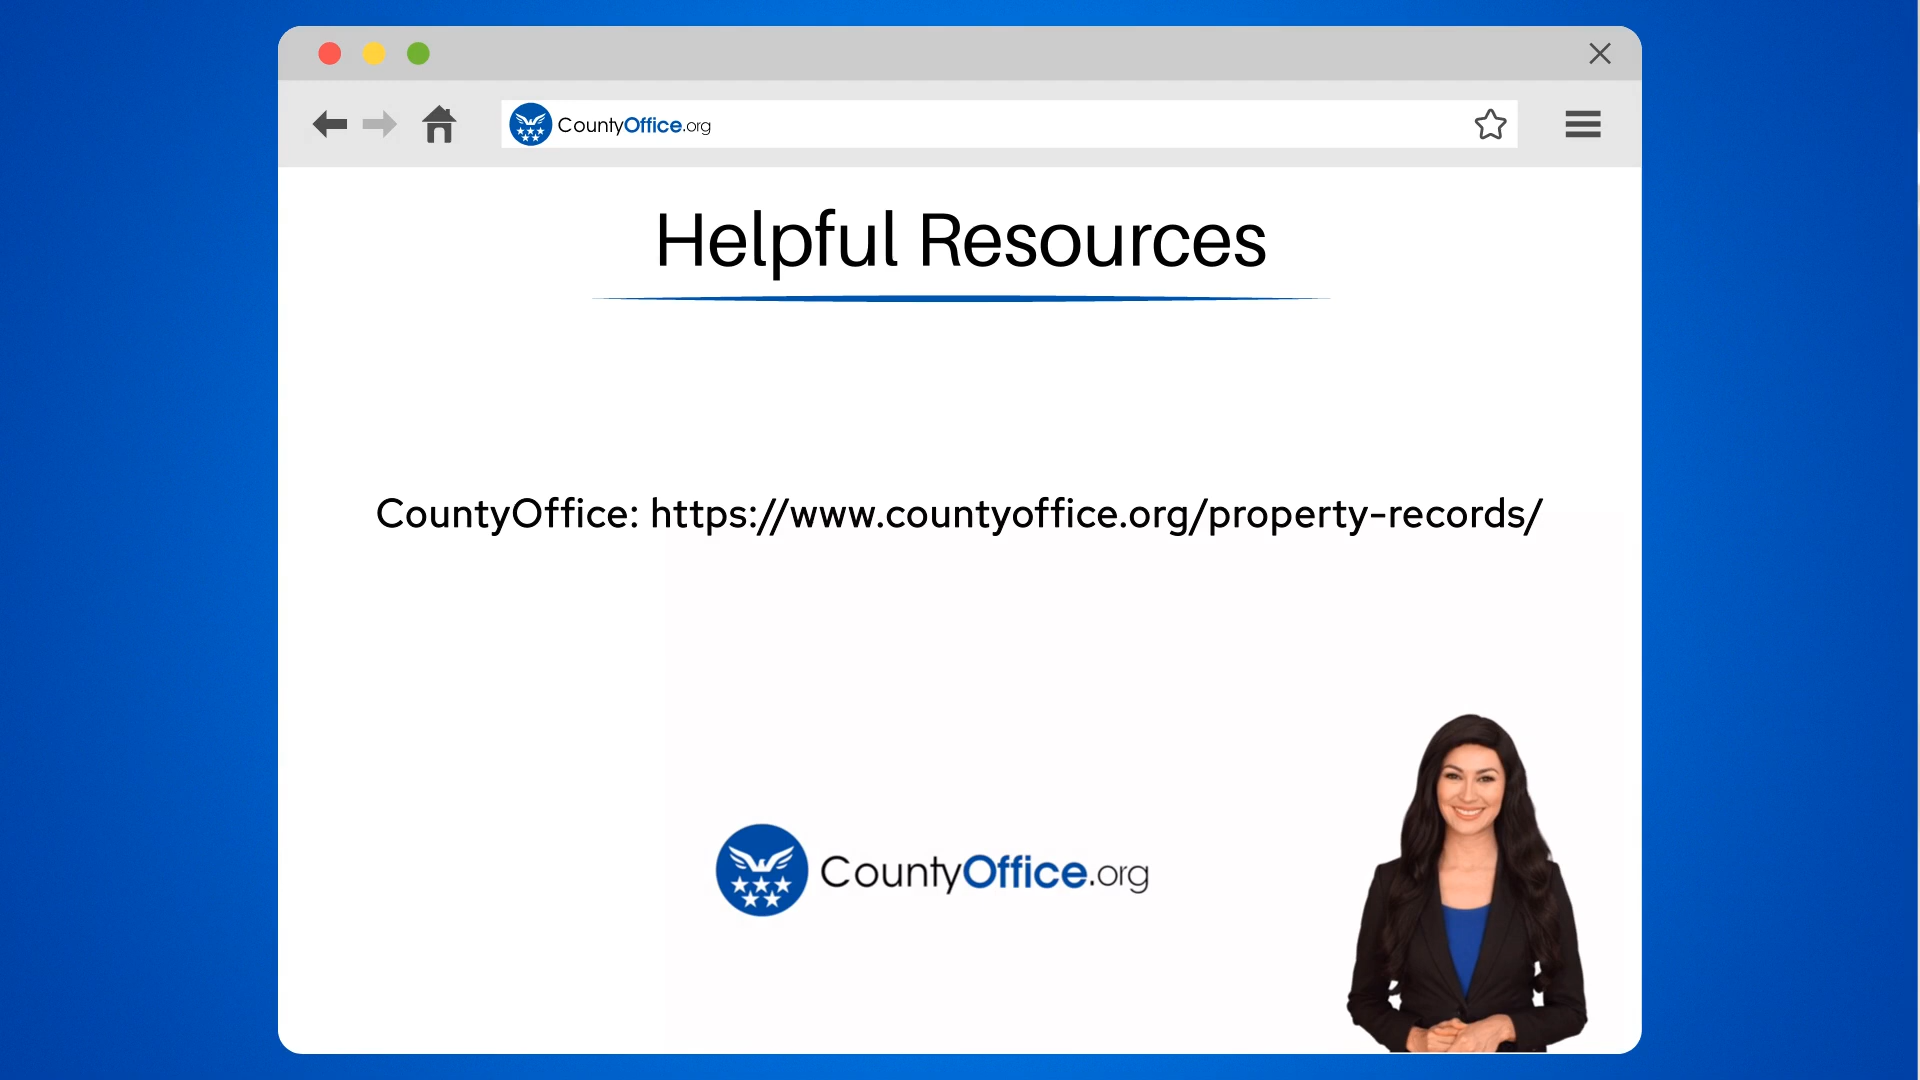 CountyOffice.org
Helpful Resources
CountyOffice: https://www.countyoffice.org/property-records/
CountyOffice.org